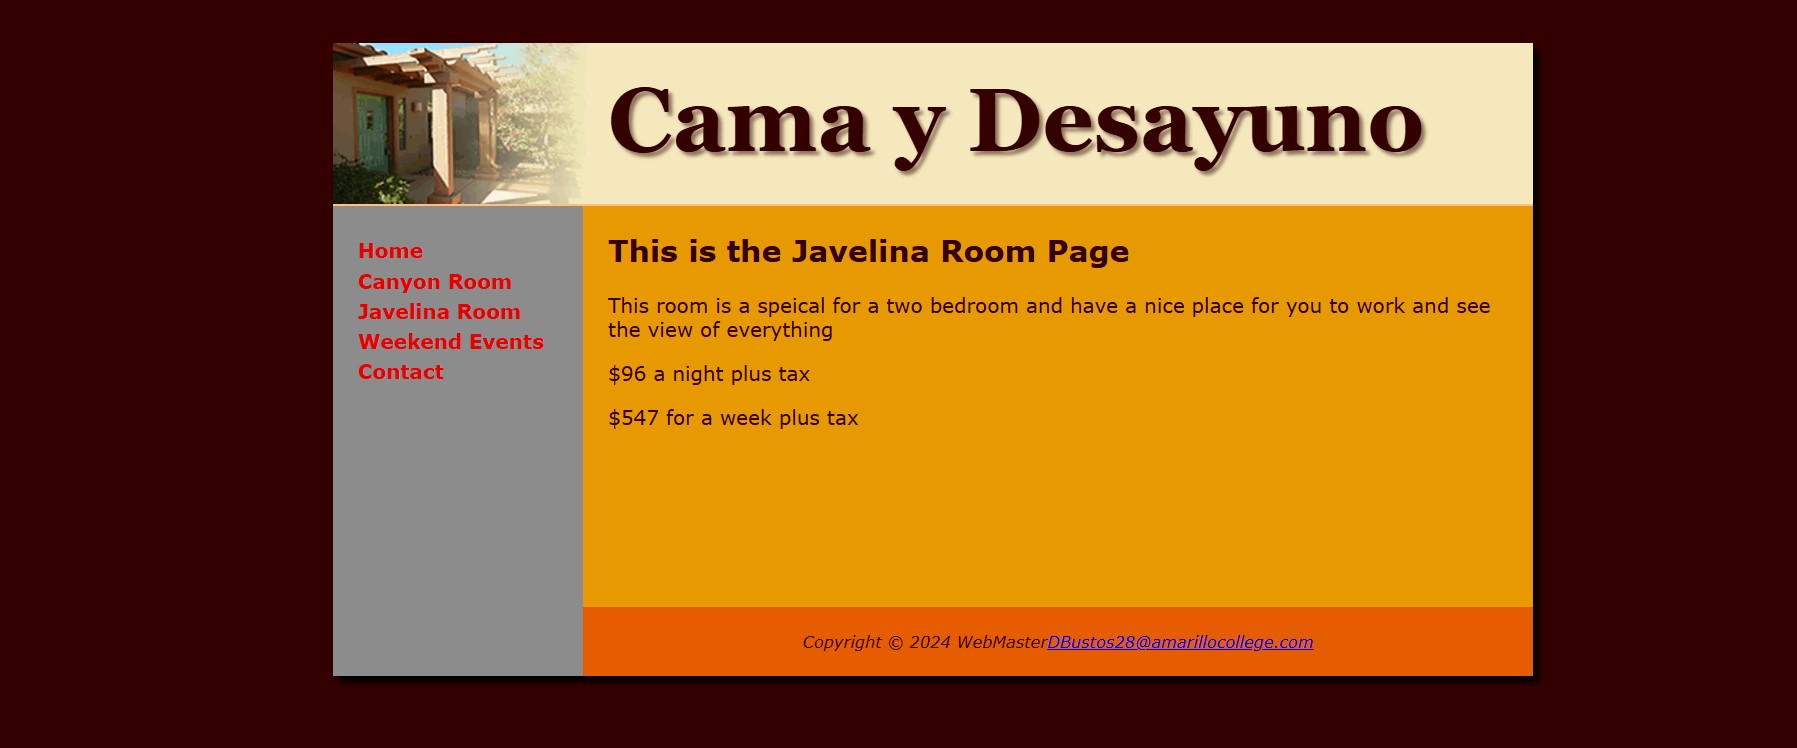 Cama y Desayuno
Home
Canyon Room
Javelina Room
Weekend Events
Contact
This is the Javelina Room Page
This room is a speical for a two bedroom and have a nice place for you to work and see
the view of everything
$96 a night plus tax
$547 for a week plus tax
Copyright © 2024 WebMasterDBustos28@amarillocollege.com